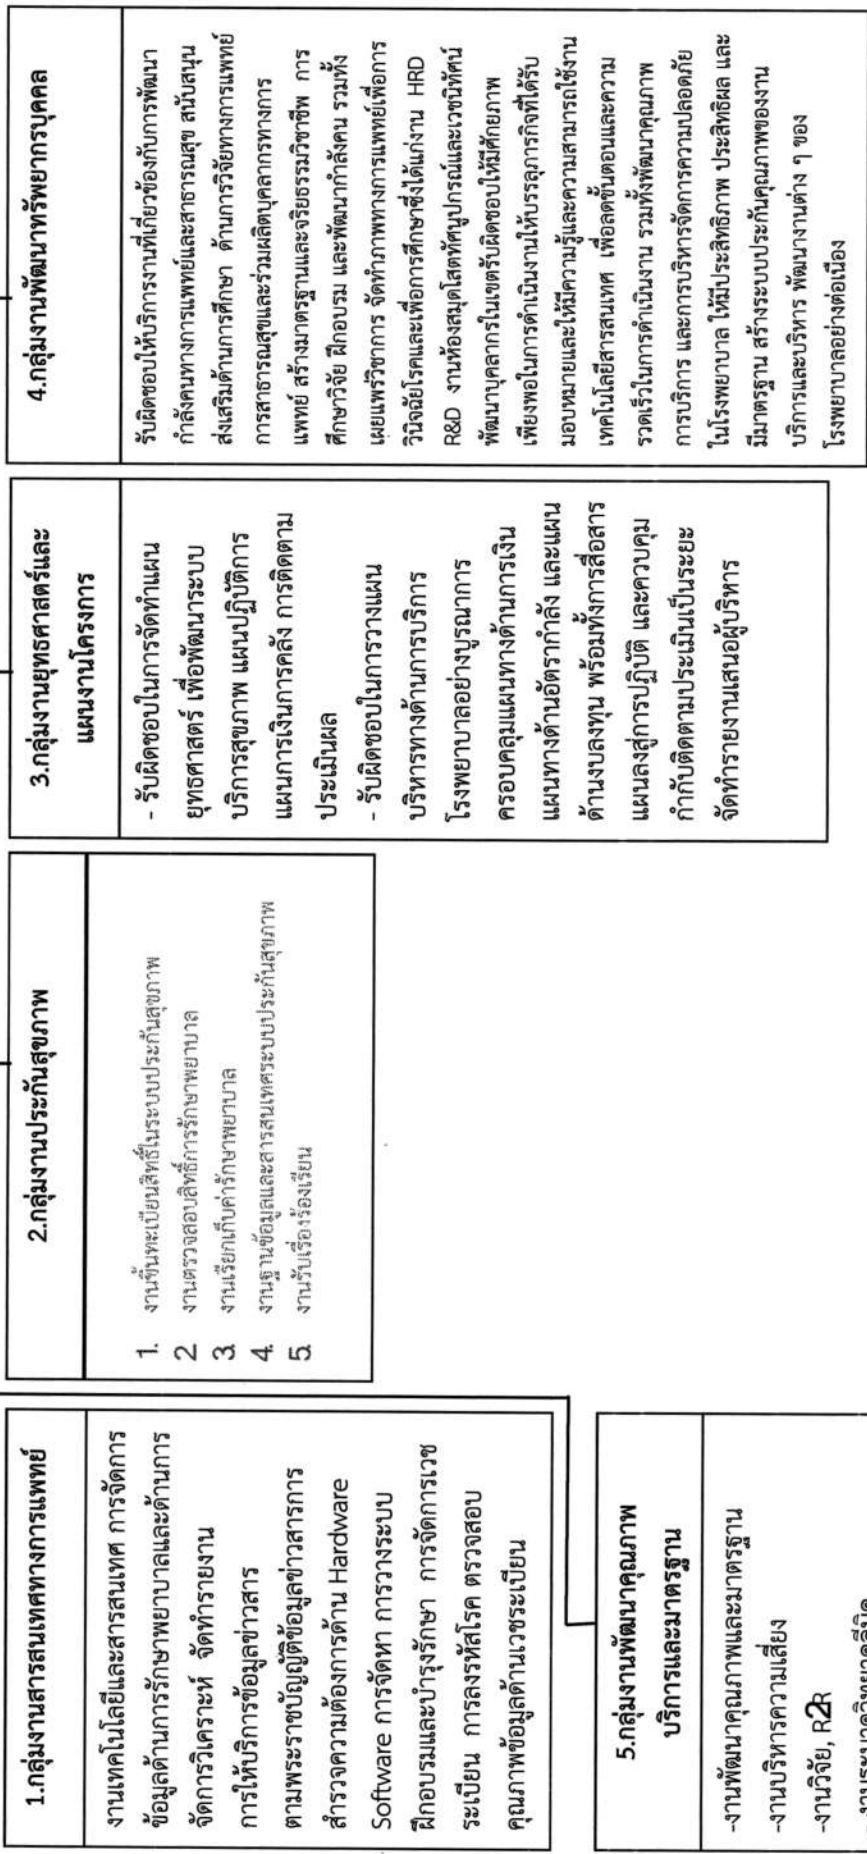 1.กลุ่มงานสารสนเทศทางการแพทย์
งานเทคโนโลยีและสารสนเทศ การจัดการ
ข้อมูลด้านการรักษาพยาบาลและด้านการ
จัดการวิเคราะห์ จัดทำรายงาน
การให้บริการข้อมูลข่าวสาร
ตามพระราชบัญญัติข้อมูลข่าวสารการ
สำรวจความต้องการด้าน Hardware
Software การจัดหา การวางระบบ
ฝึกอบรมและบำรุงรักษา การจัดการเวช
ระเบียน การลงรหัสโรค ตรวจสอบ
คุณภาพข้อมูลด้านเวชระเบียน
2.กลุ่มงานประกันสุขภาพ
1. งานขึ้นทะเบียนสิทธิ์ในระบบประกันสุขภาพ
2 งานตรวจสอบสิทธิ์การรักษาพยาบาล
3. งานเรียกเก็บค่ารักษาพยาบาล
4. งานฐานข้อมูลและสารสนเทศระบบประกันสุขภาพ
5. งานรับเรื่องร้องเรียน
3.กลุ่มงานยุทธศาสตร์และ
แผนงานโครงการ
- รับผิดชอบในการจัดทำแผน
ยุทธศาสตร์ เพื่อพัฒนาระบบ
บริการสุขภาพ แผนปฏิบัติการ
แผนการเงินการคลัง การติดตาม
ประเมินผล
- รับผิดชอบในการวางแผน
บริหารทางด้านการบริการ
โรงพยาบาลอย่างบูรณาการ
ครอบคลุมแผนทางด้านการเงิน
แผนทางด้านอัตรากำลัง และแผน
ด้านงบลงทุน พร้อมทั้งการสื่อสาร
แผนลงสู่การปฏิบัติ และควบคุม
กำกับติดตามประเมินเป็นระยะ
จัดทำรายงานเสนอผู้บริหาร
4.กลุ่มงานพัฒนาทรัพยากรบุคคล
รับผิดชอบให้บริการงานที่เกี่ยวข้องกับการพัฒนา
กำลังคนทางการแพทย์และสาธารณสุข สนับสนุน
ส่งเสริมด้านการศึกษา ด้านการวิจัยทางการแพทย์
การสาธารณสุขและร่วมผลิตบุคลากรทางการ
แพทย์ สร้างมาตรฐานและจริยธรรมวิชาชีพ การ
ศึกษาวิจัย ฝึกอบรม และพัฒนากำลังคน รวมทั้ง
เผยแพร่วิชาการ จัดทำภาพทางการแพทย์เพื่อการ
วินิจฉัยโรคและเพื่อการศึกษาซึ่งได้แก่งาน HRD
R&D งานห้องสมุดโสตทัศนูปกรณ์และเวชนิทัศน์
พัฒนาบุคลากรในเขตรับผิดชอบให้มีศักยภาพ
เพียงพอในการดำเนินงานให้บรรลุภารกิจที่ได้รับ
มอบหมายและให้มีความรู้และความสามารถใช้งาน
เทคโนโลยีสารสนเทศ เพื่อลดขั้นตอนและความ
รวดเร็วในการดำเนินงาน รวมทั้งพัฒนาคุณภาพ
การบริการ และการบริหารจัดการความปลอดภัย
ในโรงพยาบาล ให้มีประสิทธิภาพ ประสิทธิผล และ
มีมาตรฐาน สร้างระบบประกันคุณภาพของงาน
บริการและบริหาร พัฒนางานต่าง ๆ ของ
โรงพยาบาลอย่างต่อเนื่อง
5.กลุ่มงานพัฒนาคุณภาพ
บริการและมาตรฐาน
-งานพัฒนาคุณภาพและมาตรฐาน
-งานบริหารความเสี่ยง
-งานวิจัย, R2R
- งานระบาดวิทยาคลินิค